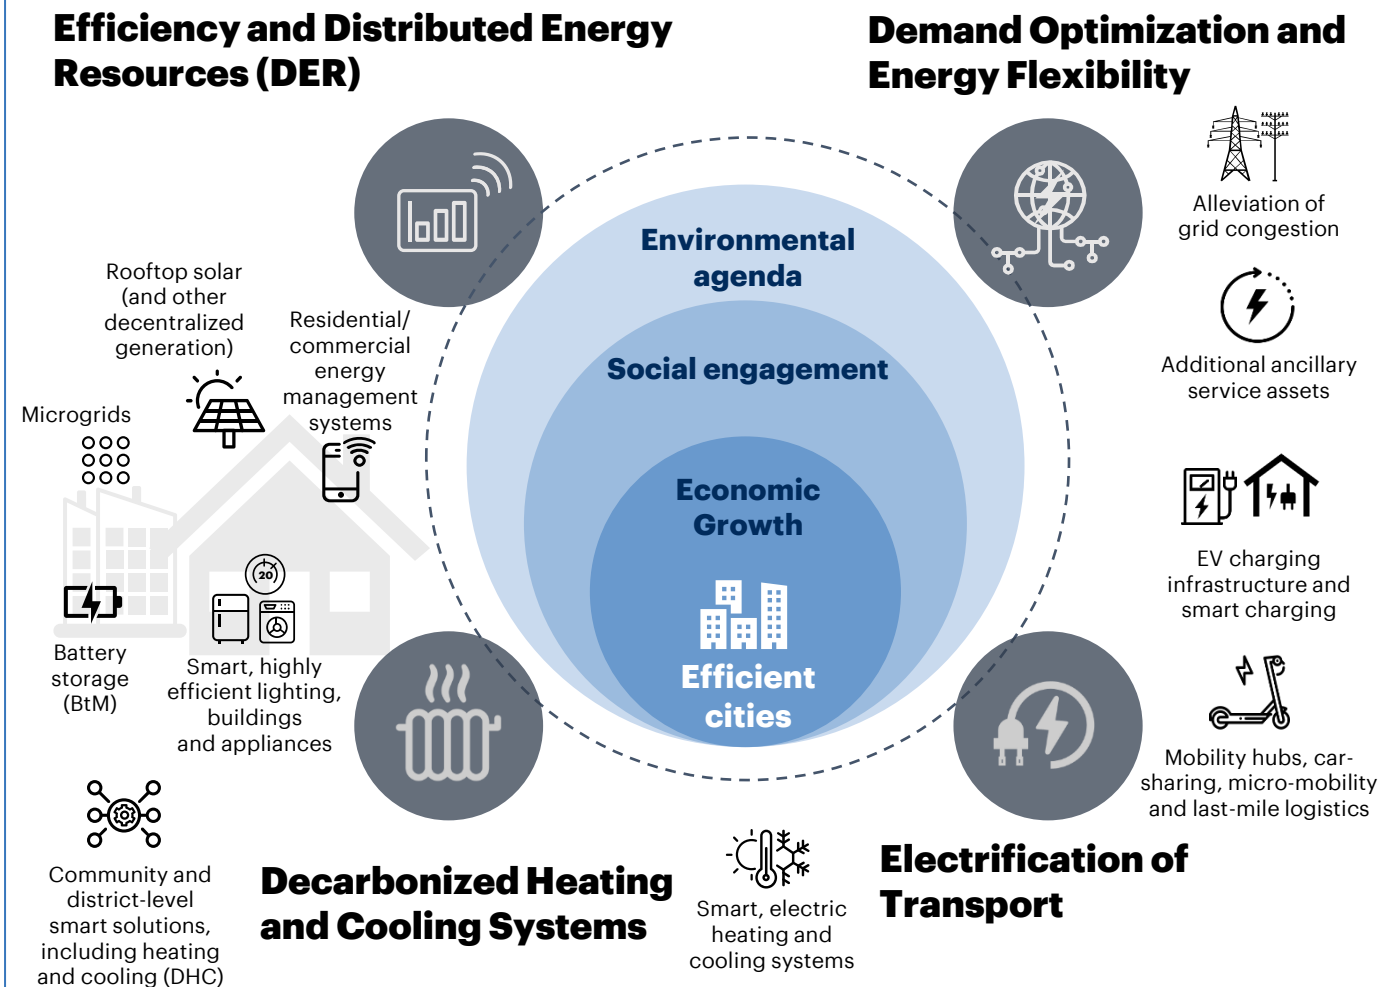 Efficiency and Distributed Energy
Resources (DER)
Demand Optimization and
Energy Flexibility
Alleviation of
grid congestion
Additional ancillary
service assets
Rooftop solar
(and other
decentralized
generation)
Residential/
commercial
energy
management
systems
Microgrids
Environmental
agenda
Social engagement
Economic
Growth
Efficient
cities
EV charging
infrastructure and
smart charging
20
Battery
storage
(BtM)
Smart, highly
efficient lighting,
buildings
and appliances
Mobility hubs, car-
sharing, micro-mobility
and last-mile logistics
Community and
district-level
smart solutions,
including heating
and cooling (DHC)
Decarbonized Heating
and Cooling Systems
Smart, electric
heating and
cooling systems
Electrification of
Transport